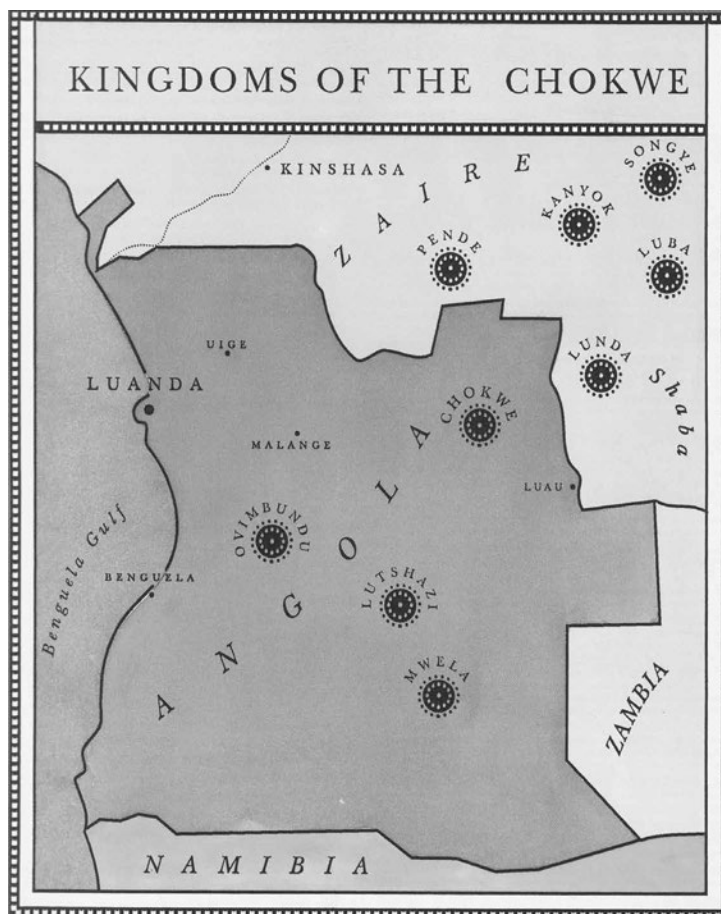 KINGDOMS OF THE CHOKWE
KINSHASA
ZAIRE
SONGYE
KANYOK
PENDE
LUBA
UIGE
LUNDA
Shaba
LUANDA
CHOKWE
MALANGE
LUAU
OVIMBUNDU
Benguela Gulf
BENGUELA
LUTSHAZI
ANGOLA
MWELA
ZAMBIA
NAMIBIA